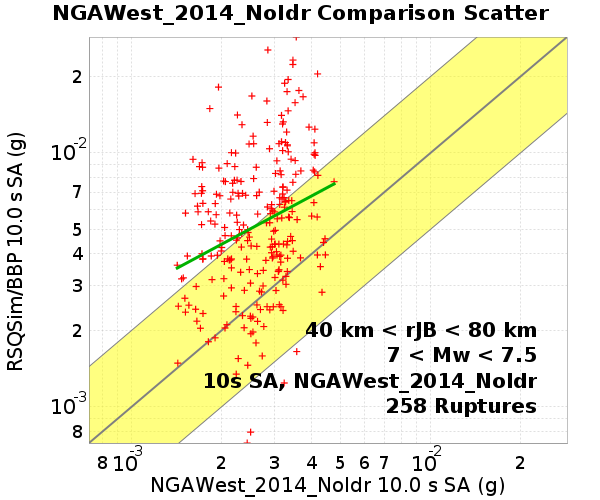 NGAWest_2014_NoIdr Comparison Scatter
RSQSim/BBP 10.0 s SA (g)
2
10-2
7
5
4
3
2
10-3
8
40 km < rJB < 80 km
7 < Mw < 7.5
10s SA, NGAWest_2014_NoIdr
258 Ruptures
8 10-3 2 3 4 5 6 7 10-2 2
NGAWest_2014_NoIdr 10.0 s SA (g)